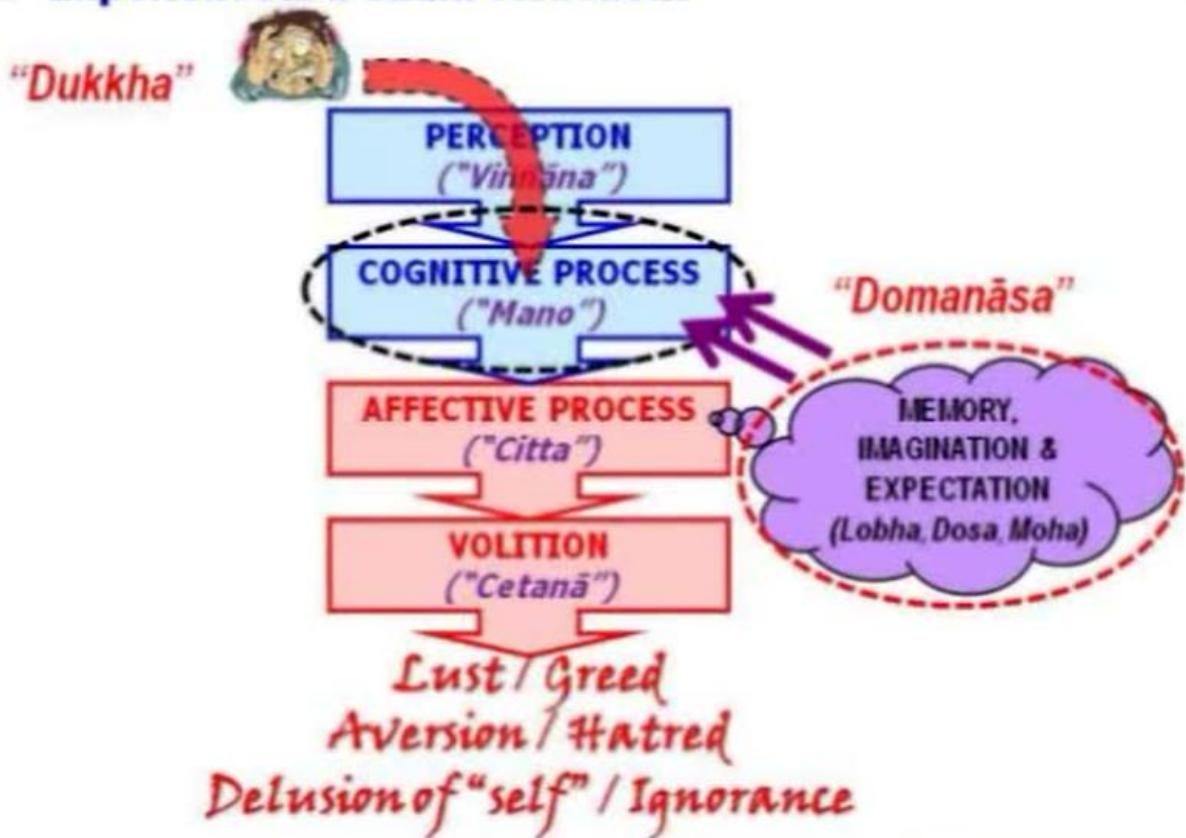 “Dukkha”
PERCEPTION
(“Viññāna”)
COGNITIVE PROCESS
(“Mano”)
“Domanāsa”
AFFECTIVE PROCESS
(“Citta”)
MEMORY,
IMAGINATION &
EXPECTATION
(Lobha, Dosa, Moha)
VOLITION
(“Cetanā”)
Lust / Greed
Aversion / Hatred
Delusion of “self” / Ignorance